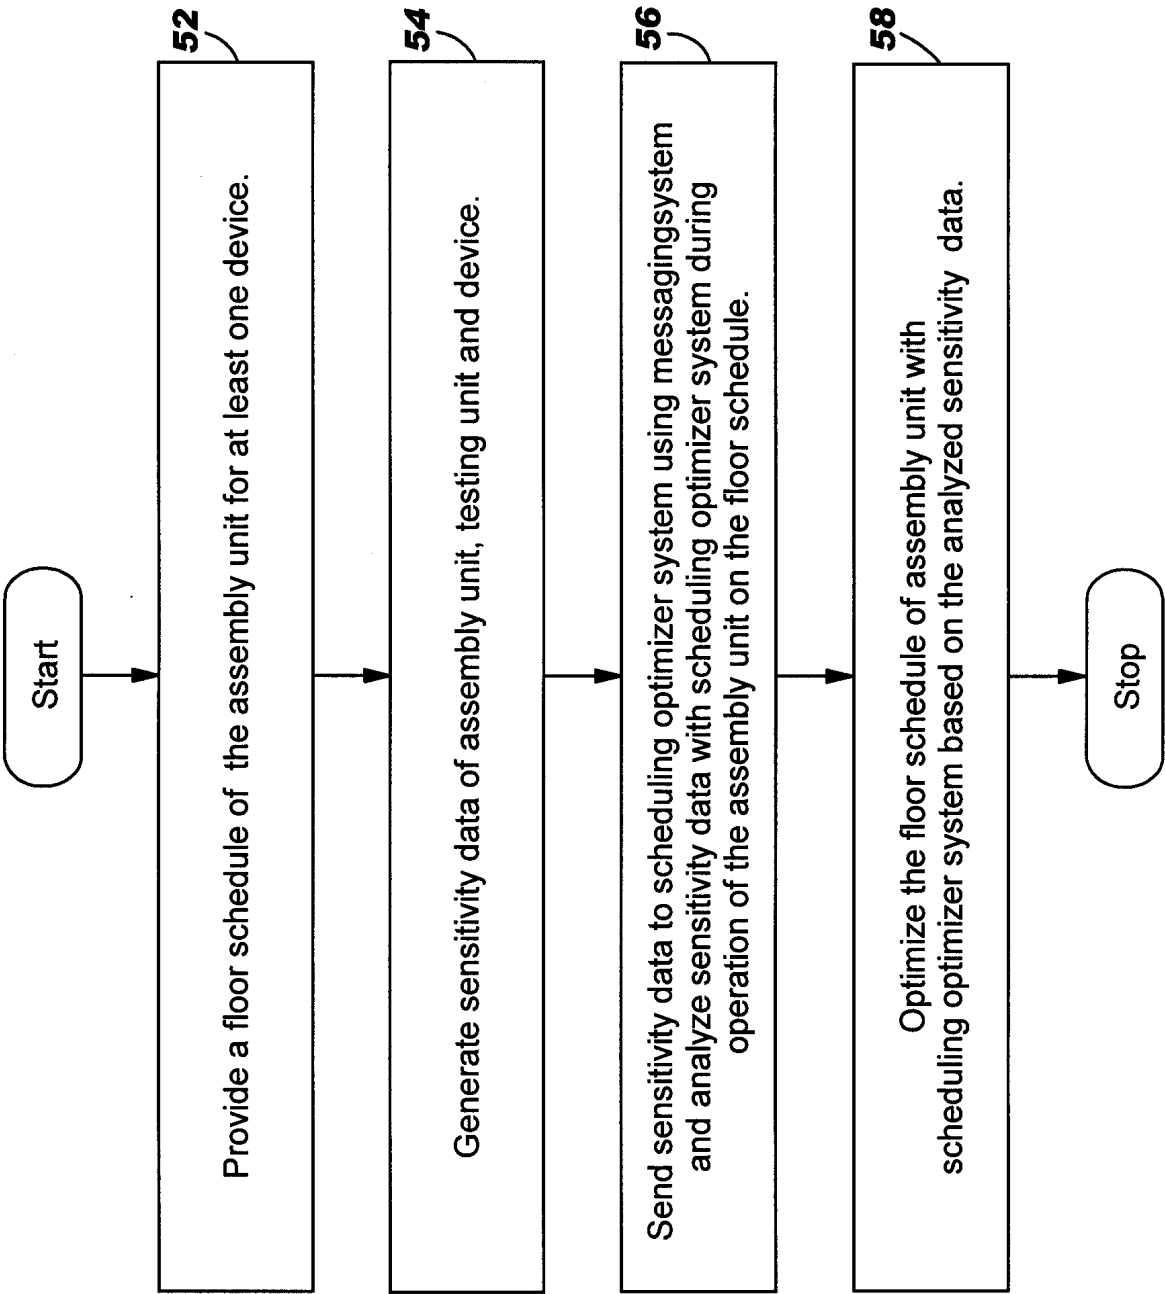 Start
52
Provide a floor schedule of the assembly unit for at least one device.
54
Generate sensitivity data of assembly unit, testing unit and device.
56
Send sensitivity data to scheduling optimizer system using messagingsystem
and analyze sensitivity data with scheduling optimizer system during
operation of the assembly unit on the floor schedule.
58
Optimize the floor schedule of assembly unit with
scheduling optimizer system based on the analyzed sensitivity data.
Stop